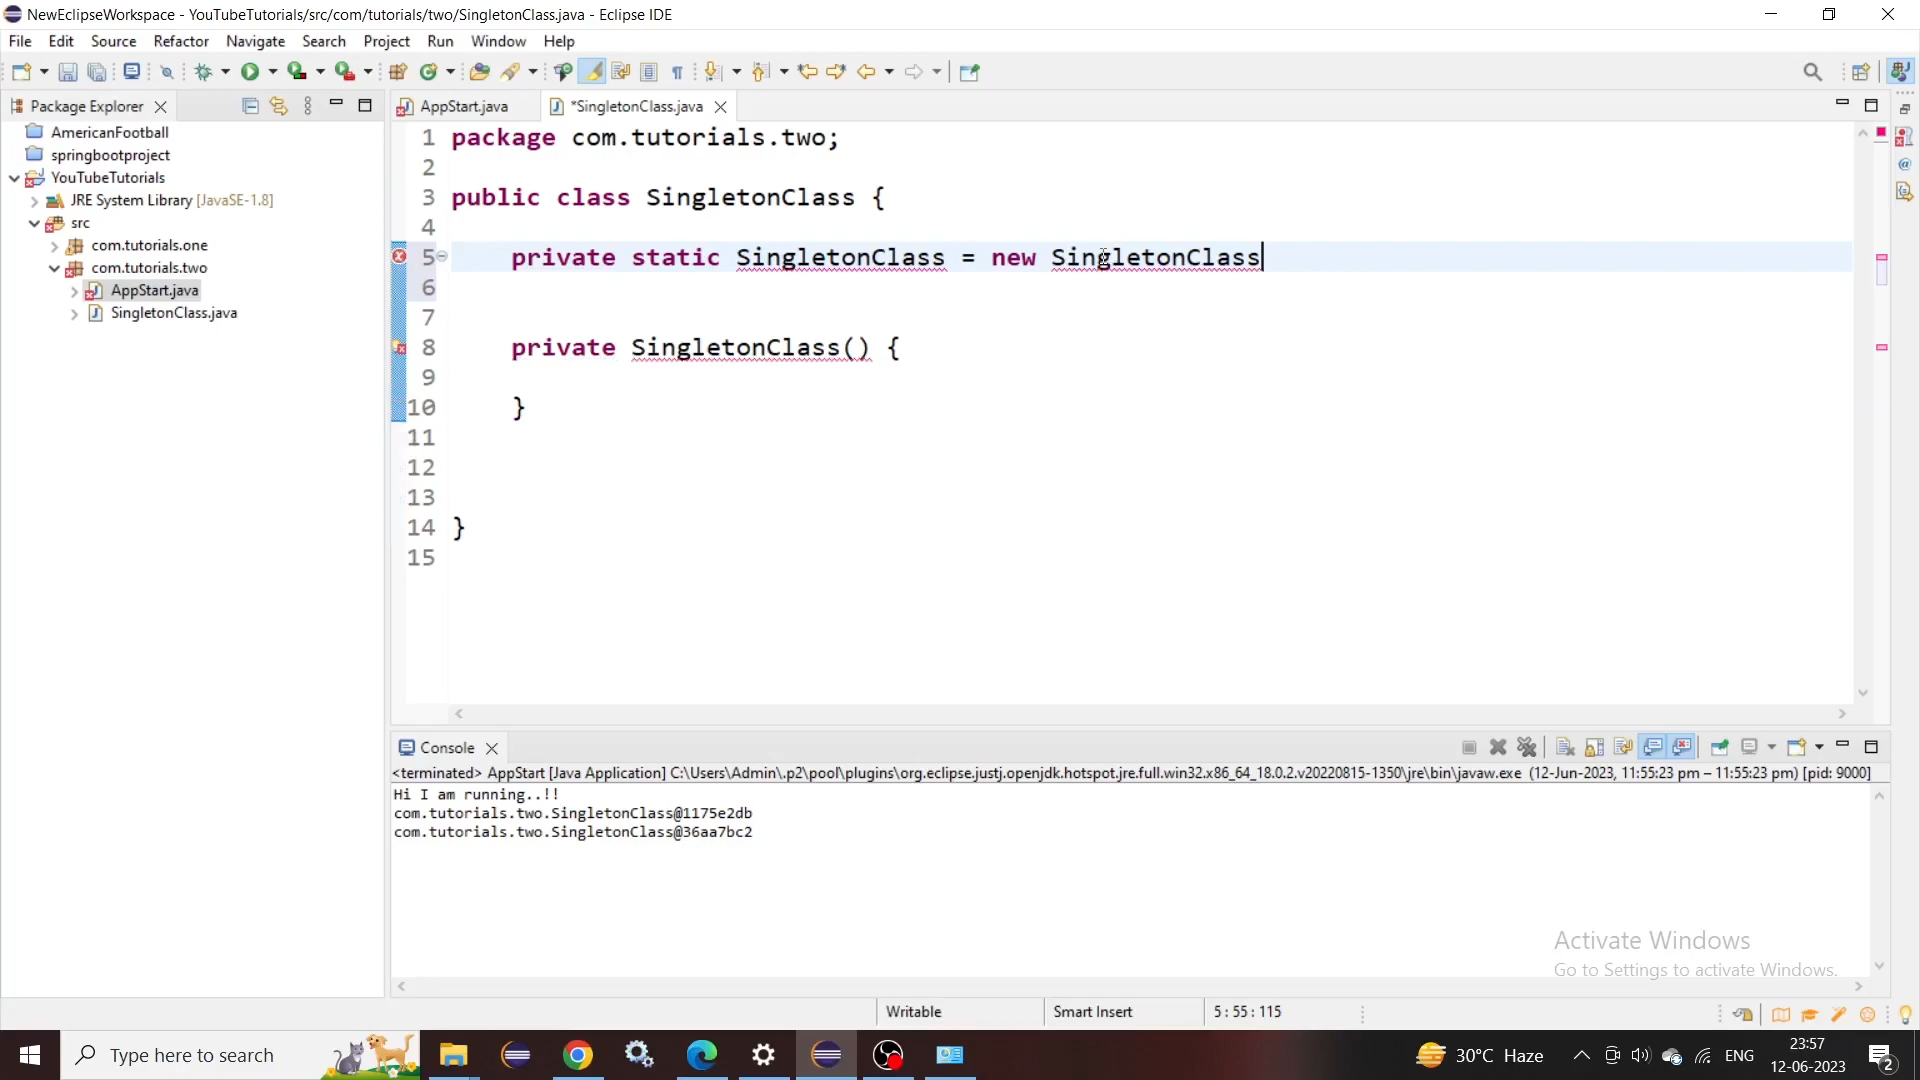 NewEclipseWorkspace - YouTubeTutorials/src/com/tutorials/two/SingletonClass.java - Eclipse IDE
File Edit Source Refactor Navigate Search Project Run Window Help
Package Explorer
AmericanFootball
springbootproject
YouTubeTutorials
JRE System Library [JavaSE-1.8]
src
com.tutorials.one
com.tutorials.two
AppStart.java
SingletonClass.java
AppStart.java *SingletonClass.java
1 package com.tutorials.two;
2
3 public class SingletonClass {
4
5 private static SingletonClass = new SingletonClass
6
7
8 private SingletonClass() {
9
10 }
11
12
13
14 }
15
Console
<terminated> AppStart [Java Application] C:\Users\Admin\.p2\pool\plugins\org.eclipse.justj.openjdk.hotspot.jre.full.win32.x86_64_18.0.2.v20220815-1350\jre\bin\javaw.exe (12-Jun-2023, 11:55:23 pm – 11:55:23 pm) [pid: 9000]
Hi I am running..!!
com.tutorials.two.SingletonClass@1175e2db
com.tutorials.two.SingletonClass@36aa7bc2
Activate Windows
Go to Settings to activate Windows.
Writable Smart Insert 5 : 55 : 115
Type here to search
30°C Haze
ENG
23:57
12-06-2023
2